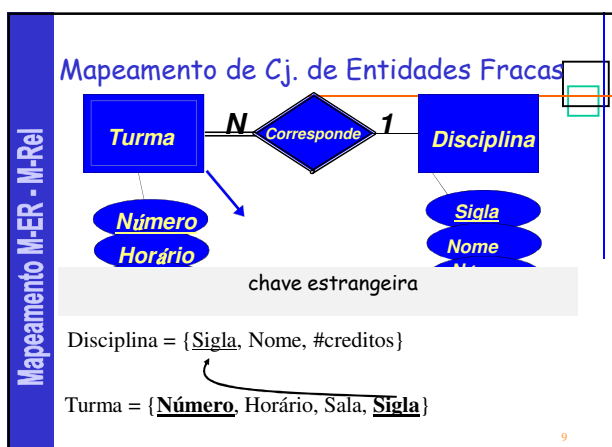 Mapeamento M-ER - M-Rel
Mapeamento de Cj. de Entidades Fracas
Turma
N
Corresponde
1
Disciplina
Número
Horário
Sigla
Nome
chave estrangeira
Disciplina = {Sigla, Nome, #creditos}
Turma = {Número, Horário, Sala, Sigla}
9